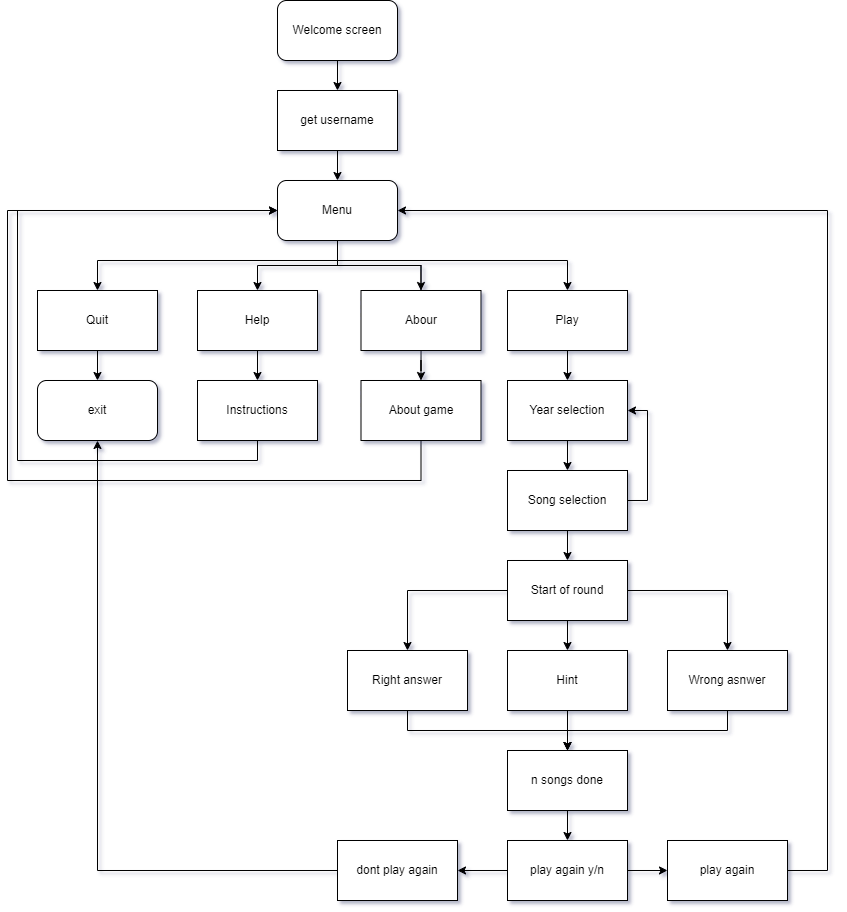 Welcome screen
get username
Menu
Quit
Help
Abour
Play
exit
Instructions
About game
Year selection
Song selection
Start of round
Right answer
Hint
Wrong asnwer
n songs done
dont play again
play again y/n
play again